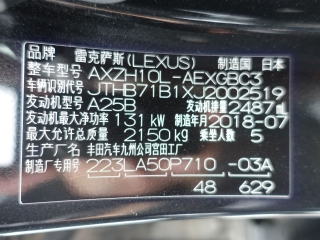 品牌 雷克萨斯(LEXUS) 制造国 日本
整车型号 AXZH10L-AEXGBC3
车辆识别代号 JTHB71B1XJ2002519
发动机型号 A25B 发动机排量 2487mL
发动机最大净功率 131kW 制造年月 2018-07
最大允许总质量 2150kg 乘坐人数 5
生产厂名 丰田汽车九州公司宫田工厂
制造厂专用号 223LA50P710 -03A
48 629